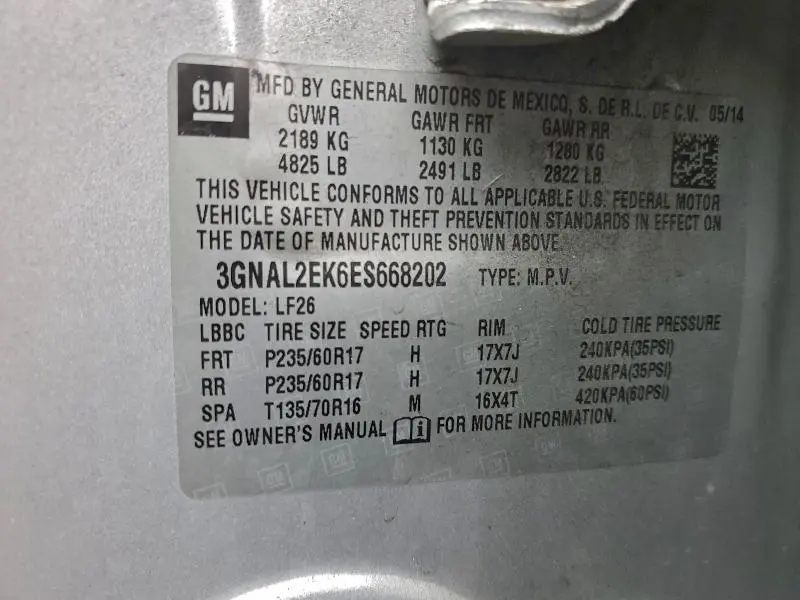 GM MFD BY GENERAL MOTORS DE MEXICO, S. DE R.L. DE C.V. 05/14
GVWR GAWR FRT GAWR RR
2189 KG 1130 KG 1280 KG
4825 LB 2491 LB 2822 LB
THIS VEHICLE CONFORMS TO ALL APPLICABLE U.S. FEDERAL MOTOR
VEHICLE SAFETY AND THEFT PREVENTION STANDARDS IN EFFECT ON
THE DATE OF MANUFACTURE SHOWN ABOVE.
3GNAL2EK6ES668202 TYPE: M.P.V.
MODEL: LF26
LBBC TIRE SIZE SPEED RTG RIM COLD TIRE PRESSURE
FRT P235/60R17 H 17X7J 240KPA(35PSI)
RR P235/60R17 H 17X7J 240KPA(35PSI)
SPA T135/70R16 M 16X4T 420KPA(60PSI)
SEE OWNER'S MANUAL i FOR MORE INFORMATION.